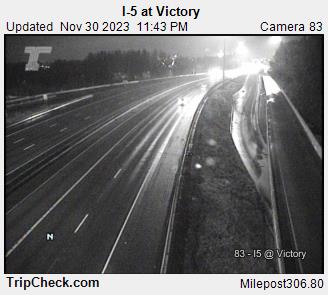 I-5 at Victory
Updated Nov 30 2023 11:43 PM Camera 83
T
N
83 - I5 @ Victory
TripCheck.com Milepost306.80